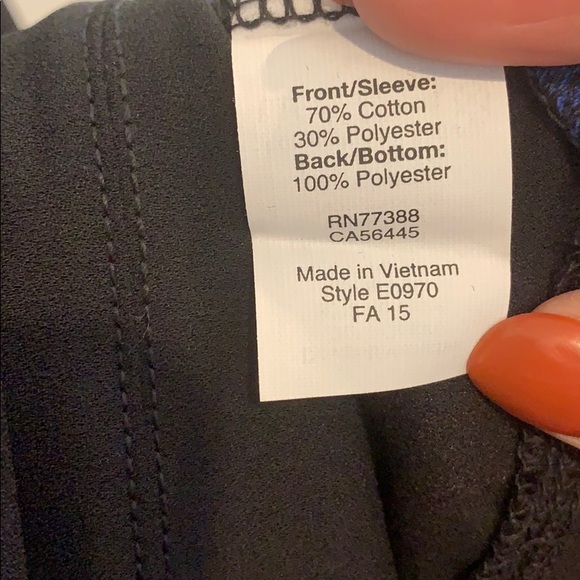 Front/Sleeve:
70% Cotton
30% Polyester
Back/Bottom:
100% Polyester
RN77388
CA56445
Made in Vietnam
Style E0970
FA 15